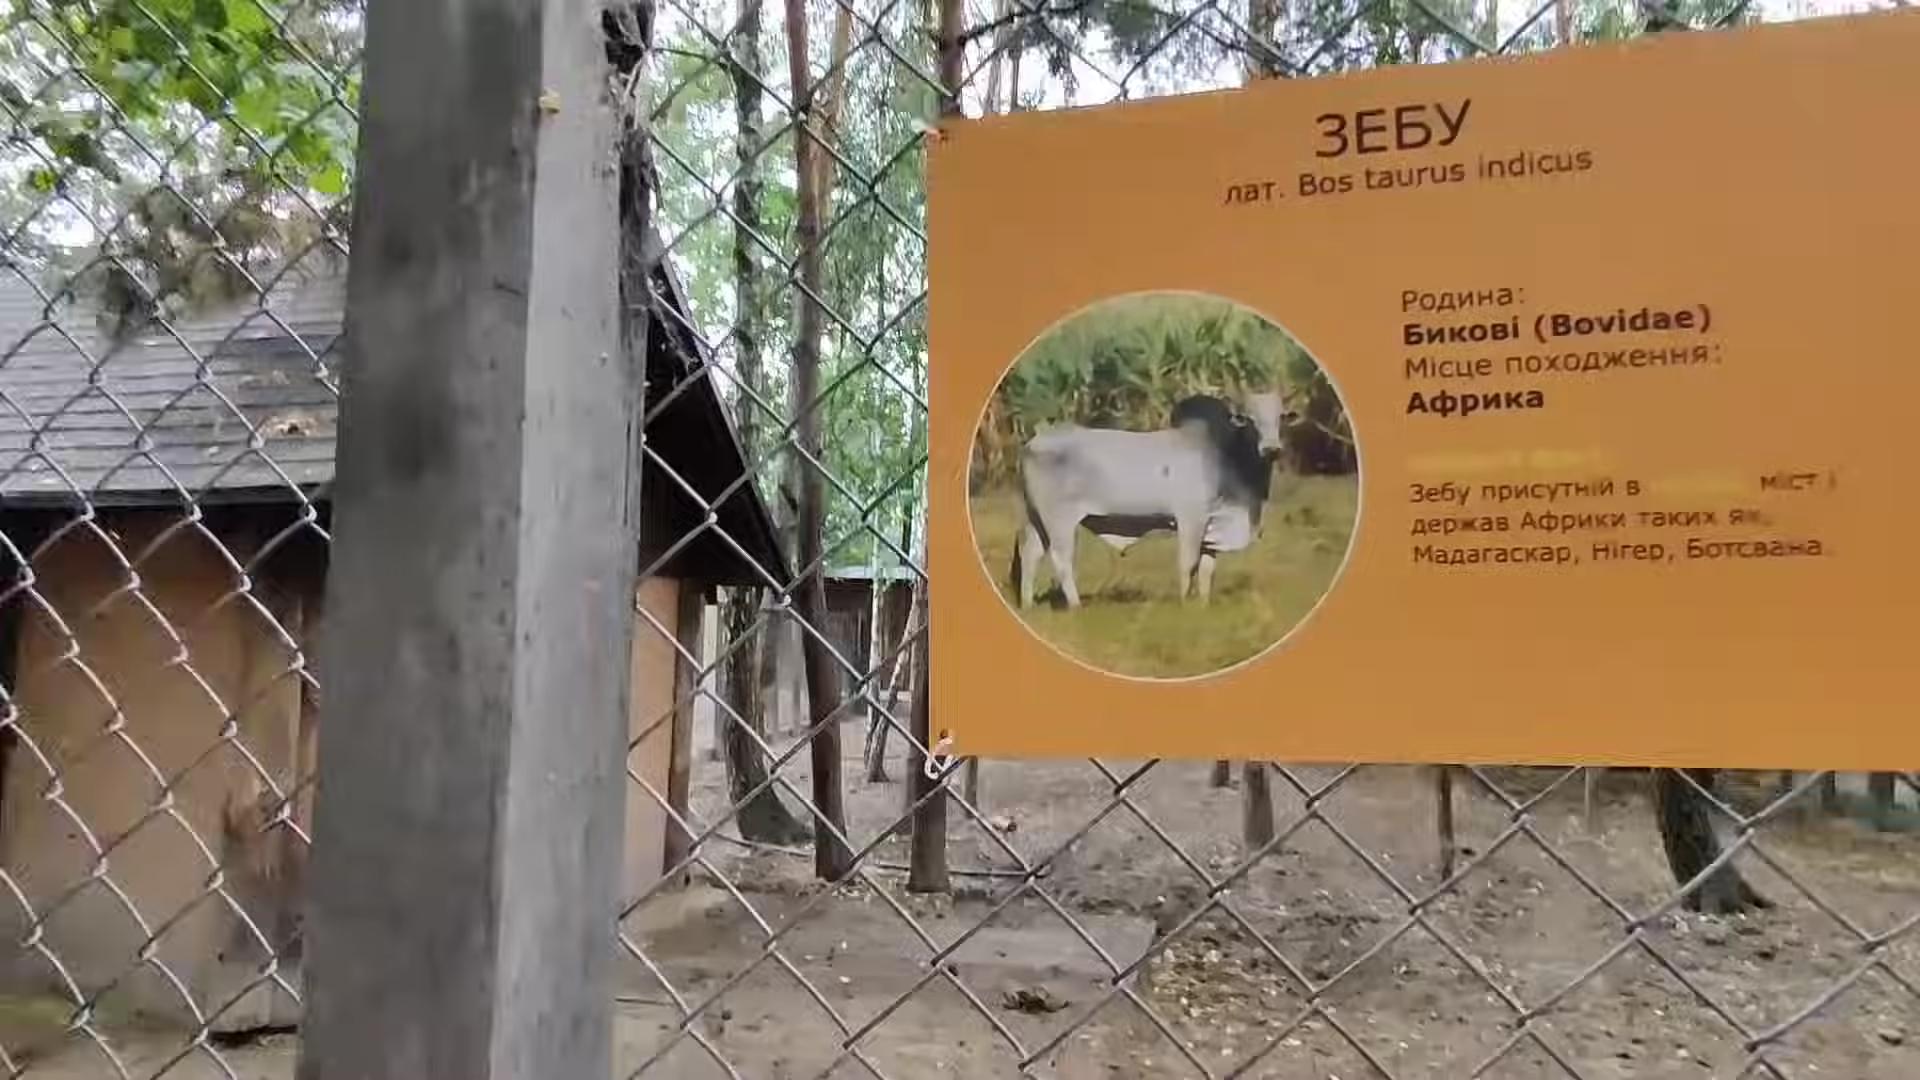 ЗЕБУ
лат. Bos taurus indicus
Родина:
Бикові (Bovidae)
Місце походження:
Африка
Зебу присутній в міст і
держав Африки таких як,
Мадагаскар, Нігер, Ботсвана.